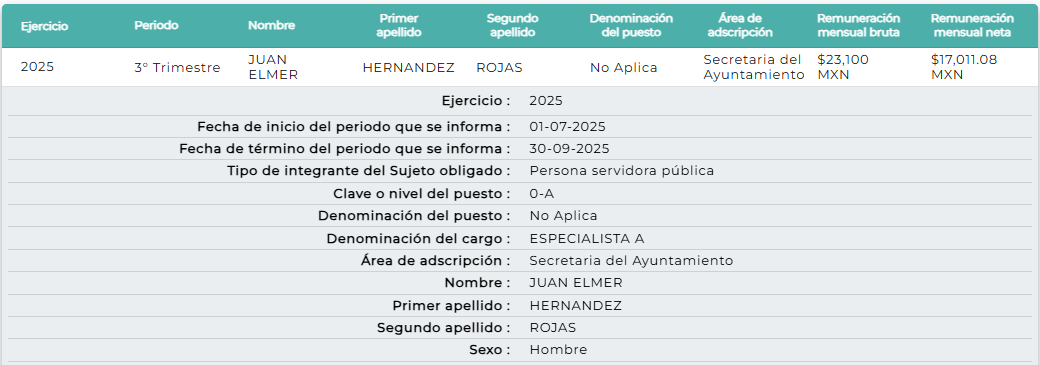 Ejercicio Periodo Nombre Primer apellido Segundo apellido Denominación del puesto Área de adscripción Remuneración mensual bruta Remuneración mensual neta
2025 3° Trimestre JUAN ELMER HERNANDEZ ROJAS No Aplica Secretaria del Ayuntamiento $23,100 MXN $17,011.08 MXN
Ejercicio : 2025
Fecha de inicio del periodo que se informa : 01-07-2025
Fecha de término del periodo que se informa : 30-09-2025
Tipo de integrante del Sujeto obligado : Persona servidora pública
Clave o nivel del puesto : 0-A
Denominación del puesto : No Aplica
Denominación del cargo : ESPECIALISTA A
Área de adscripción : Secretaria del Ayuntamiento
Nombre : JUAN ELMER
Primer apellido : HERNANDEZ
Segundo apellido : ROJAS
Sexo : Hombre